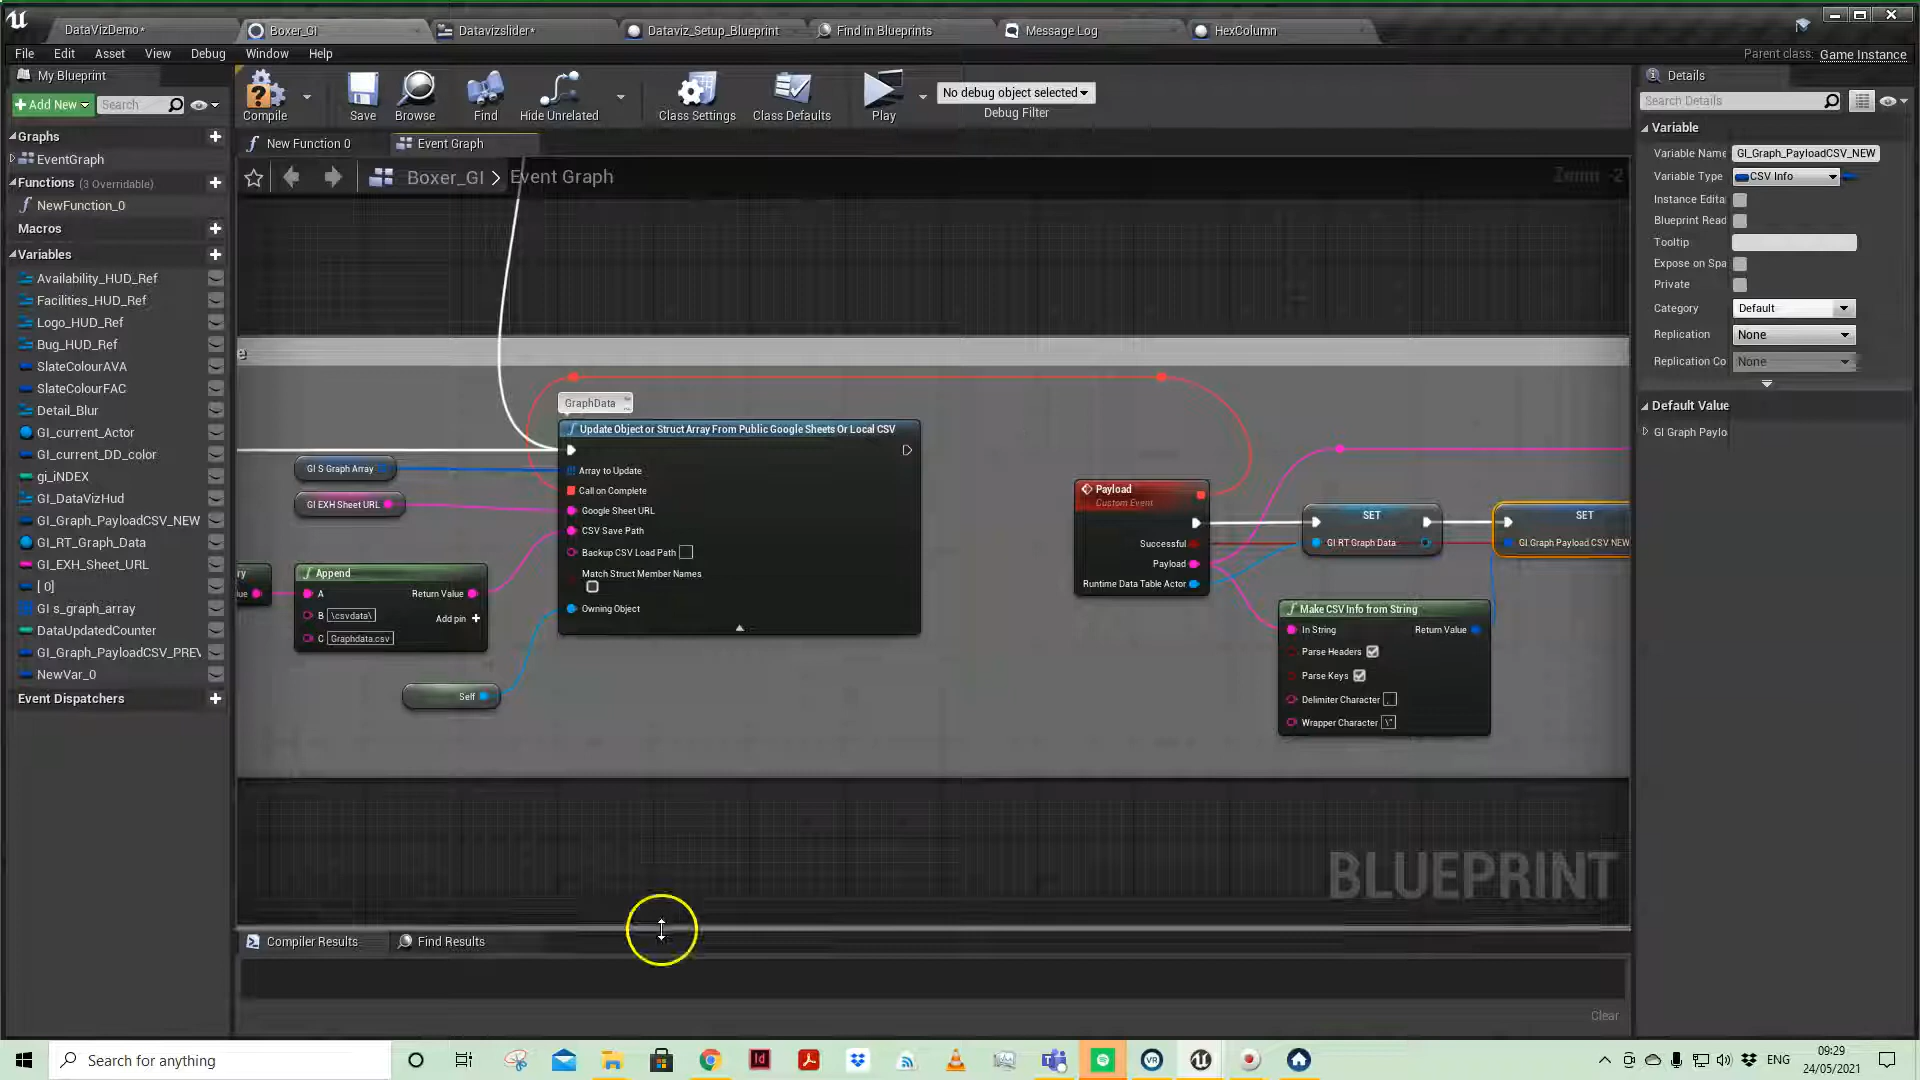 DataVizDemo*
Boxer_GI
Datavizslider*
Dataviz_Setup_Blueprint
Find in Blueprints
Message Log
HexColumn
File Edit Asset View Debug Window Help
Parent class: Game Instance
My Blueprint
+ Add New
Search
Compile
Save
Browse
Find
Hide Unrelated
Class Settings
Class Defaults
Play
No debug object selected
Debug Filter
Details
Search Details
Graphs
EventGraph
Functions (3 Overridable)
NewFunction_0
Macros
Variables
Availability_HUD_Ref
Facilities_HUD_Ref
Logo_HUD_Ref
Bug_HUD_Ref
SlateColourAVA
SlateColourFAC
Detail_Blur
GI_current_Actor
GI_current_DD_color
gi_iNDEX
GI_DataVizHud
GI_Graph_PayloadCSV_NEW
GI_RT_Graph_Data
GI_EXH_Sheet_URL
[ 0]
GI s_graph_array
DataUpdatedCounter
GI_Graph_PayloadCSV_PREV
NewVar_0
Event Dispatchers
New Function 0
Event Graph
Boxer_GI > Event Graph
Zoom -2
e
GraphData
Update Object or Struct Array From Public Google Sheets Or Local CSV
Array to Update
Call on Complete
Google Sheet URL
CSV Save Path
Backup CSV Load Path
Match Struct Member Names
Owning Object
GI S Graph Array
GI EXH Sheet URL
ry
ue
Append
A
Return Value
B \csvdata\
Add pin +
C Graphdata.csv
Self
Payload
Custom Event
Successful
Payload
Runtime Data Table Actor
SET
GI RT Graph Data
SET
GI Graph Payload CSV NEW
Make CSV Info from String
In String
Return Value
Parse Headers
Parse Keys
Delimiter Character ,
Wrapper Character \"
BLUEPRINT
Compiler Results
Find Results
Clear
Variable
Variable Name GI_Graph_PayloadCSV_NEW
Variable Type CSV Info
Instance Edita
Blueprint Read
Tooltip
Expose on Spa
Private
Category Default
Replication None
Replication Co None
Default Value
GI Graph Paylo
Search for anything
ENG
09:29
24/05/2021